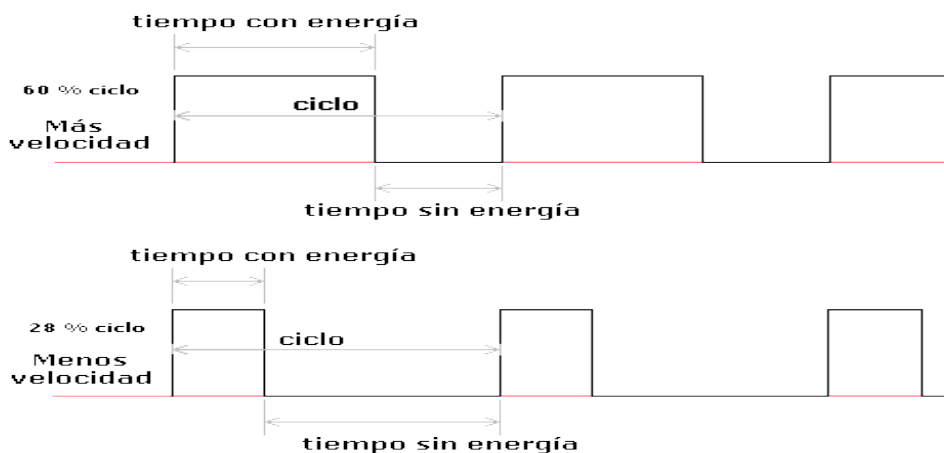 tiempo con energía
60 % ciclo
ciclo
Más
velocidad
tiempo sin energía
tiempo con energía
28 % ciclo
ciclo
Menos
velocidad
tiempo sin energía